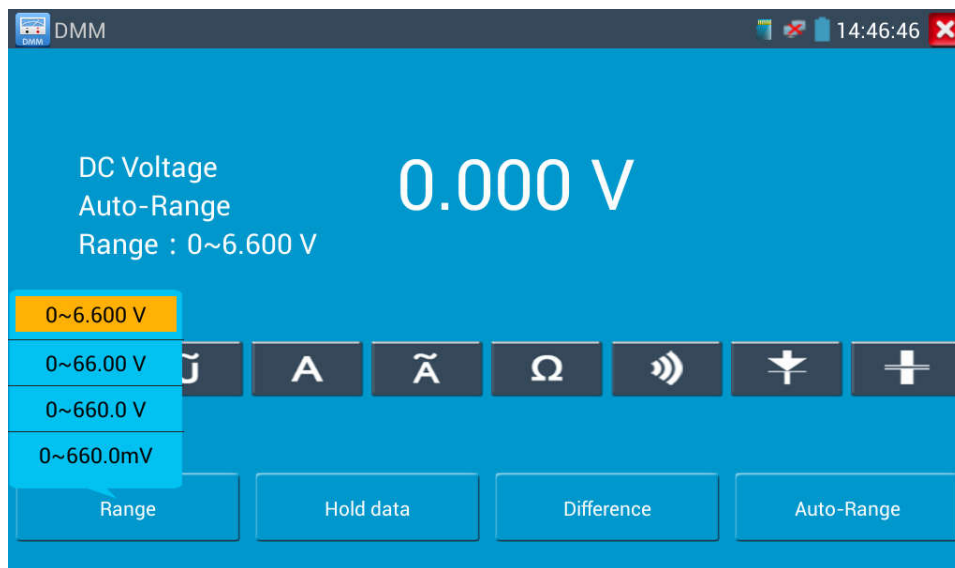 DMM
DMM
14:46:46
DC Voltage
Auto-Range
Range : 0~6.600 V
0.000 V
0~6.600 V
0~66.00 V
0~660.0 V
0~660.0mV
A
Ã
Ω
Range
Hold data
Difference
Auto-Range